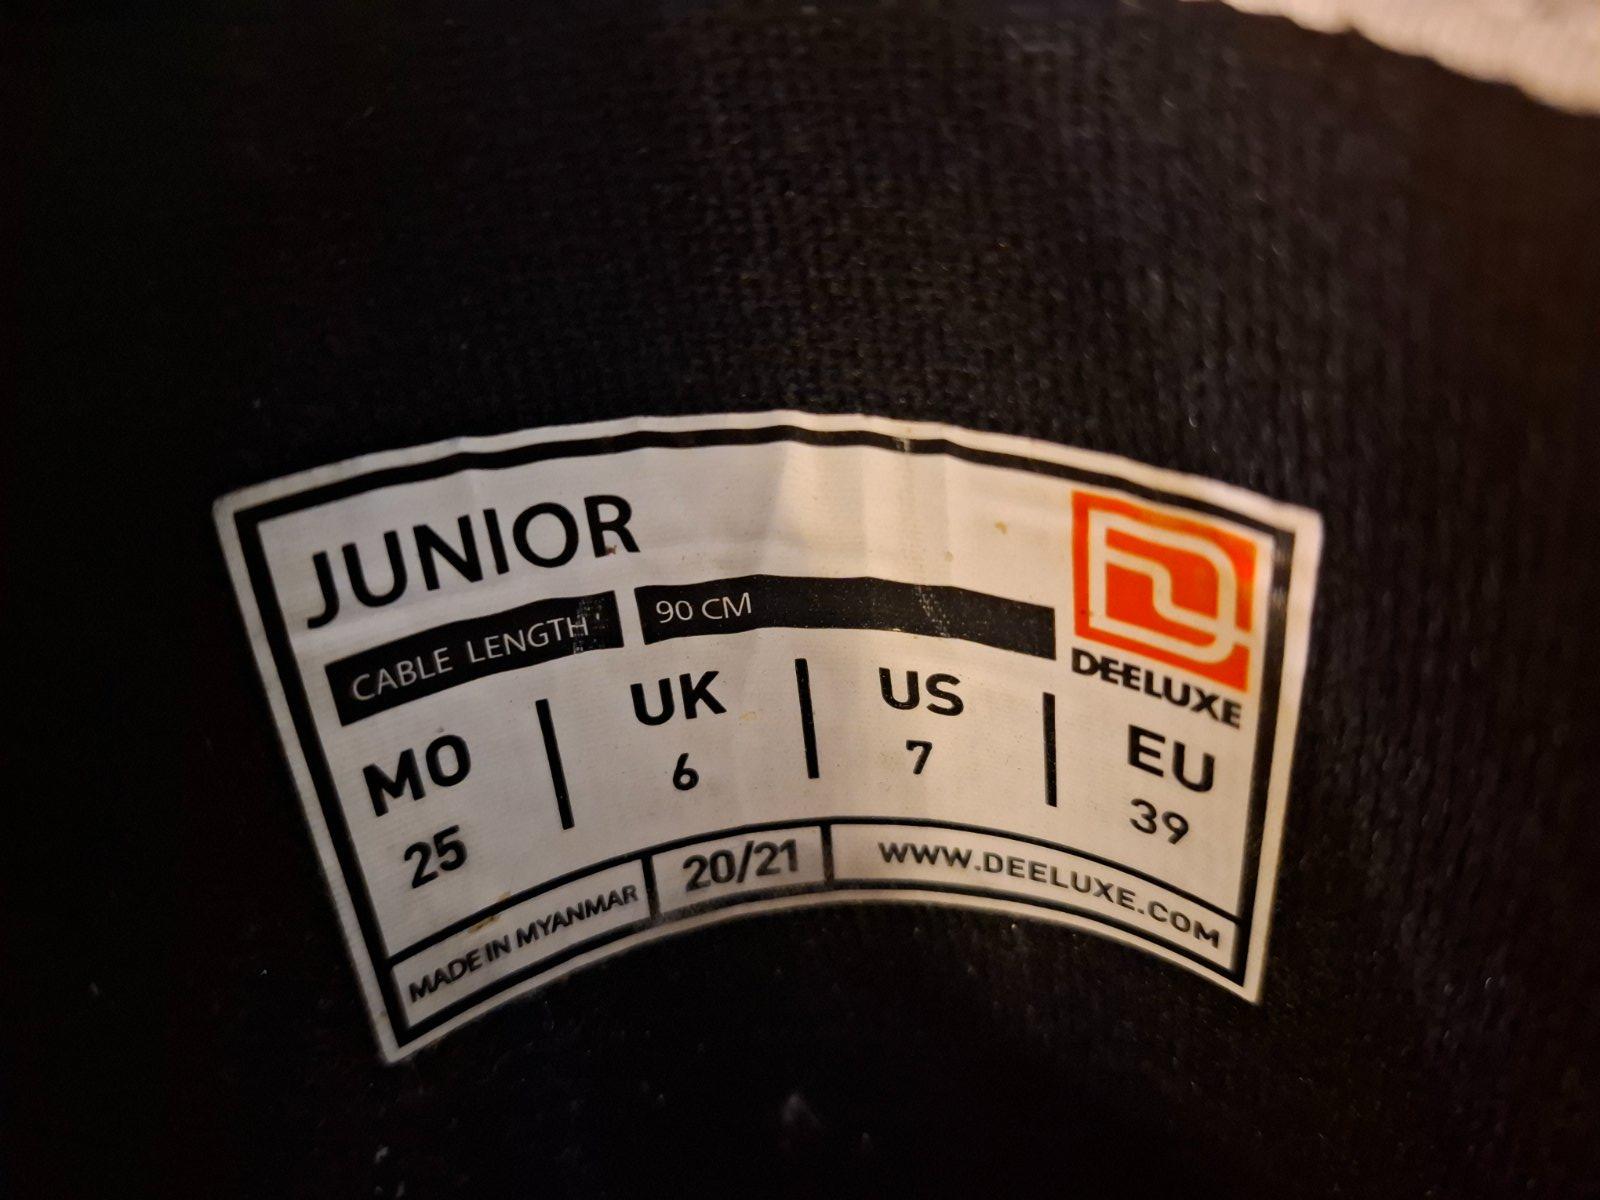 JUNIOR
CABLE LENGTH 90 CM
DEELUXE
MO UK US EU
25 6 7 39
MADE IN MYANMAR 20/21 WWW.DEELUXE.COM